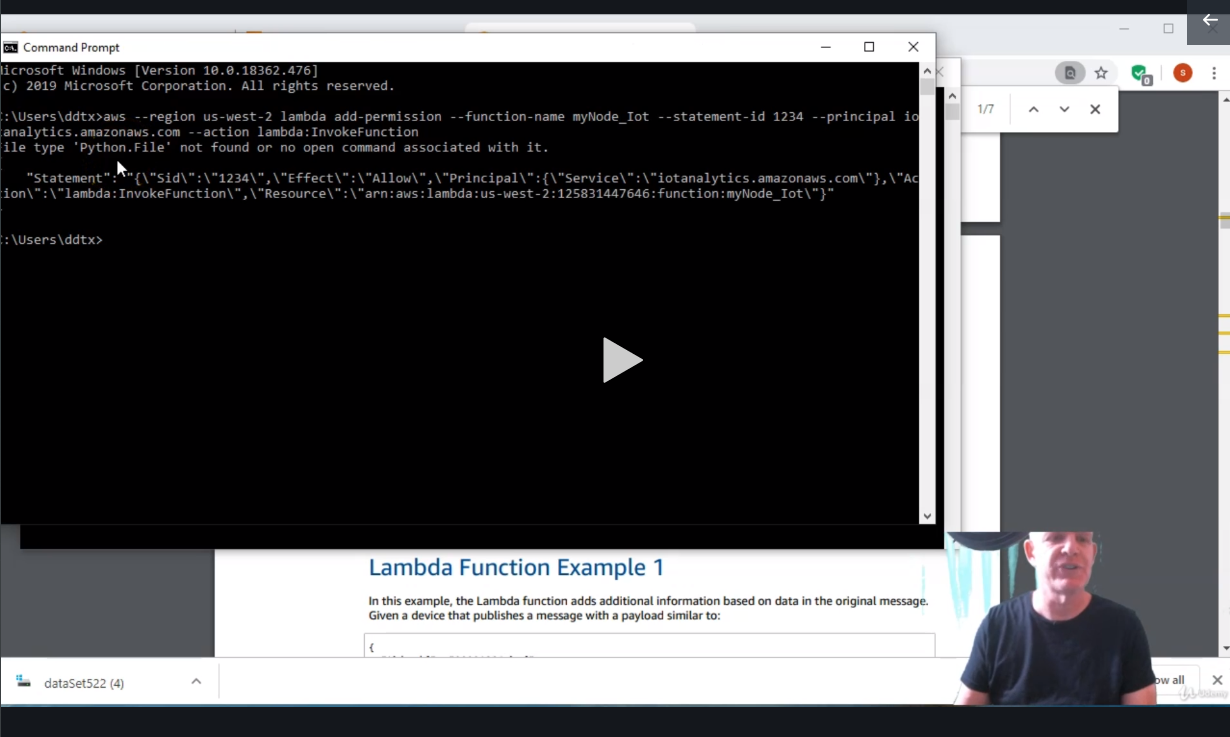 Command Prompt
icrosoft Windows [Version 10.0.18362.476]
c) 2019 Microsoft Corporation. All rights reserved.
:\Users\ddtx>aws --region us-west-2 lambda add-permission --function-name myNode_Iot --statement-id 1234 --principal io
tanalytics.amazonaws.com --action lambda:InvokeFunction
ile type 'Python.File' not found or no open command associated with it.
"Statement": "{\"Sid\":\"1234\",\"Effect\":\"Allow\",\"Principal\":{\"Service\":\"iotanalytics.amazonaws.com\"},\"Ac
ion\":\"lambda:InvokeFunction\",\"Resource\":\"arn:aws:lambda:us-west-2:125831447646:function:myNode_Iot\"}"
:\Users\ddtx>
0
S
1/7
Lambda Function Example 1
In this example, the Lambda function adds additional information based on data in the original message.
Given a device that publishes a message with a payload similar to:
{
dataSet522 (4)
ow all
Udemy